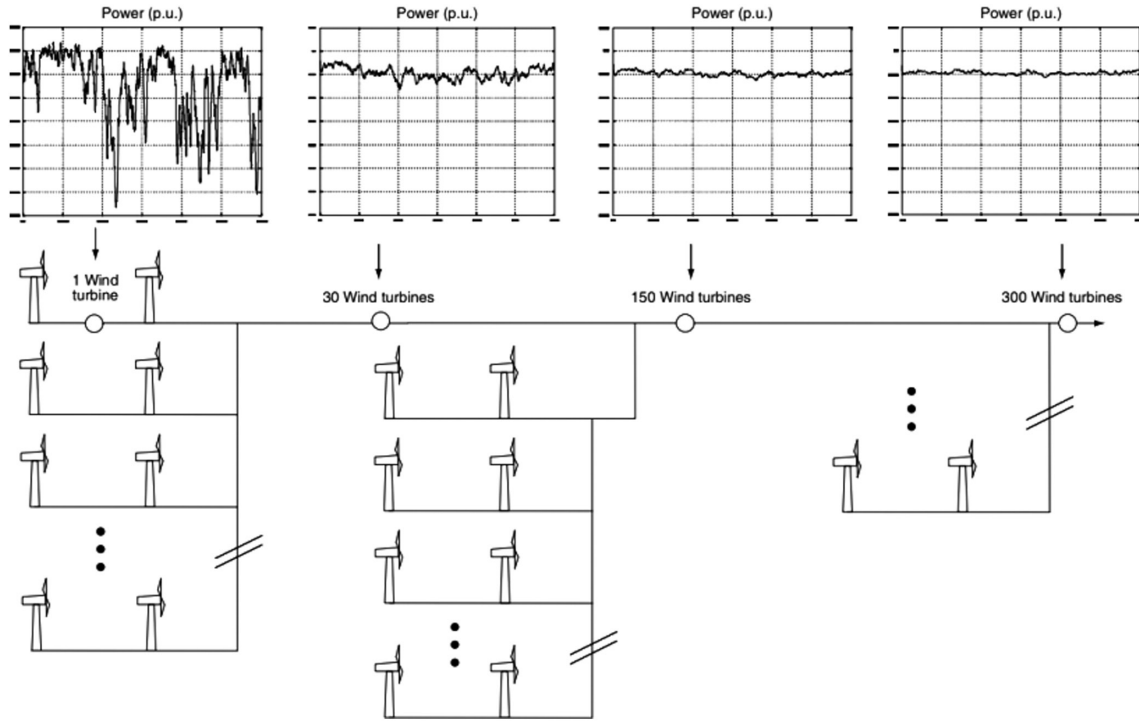 Power (p.u.)
Power (p.u.)
Power (p.u.)
Power (p.u.)
1 Wind
turbine
30 Wind turbines
150 Wind turbines
300 Wind turbines